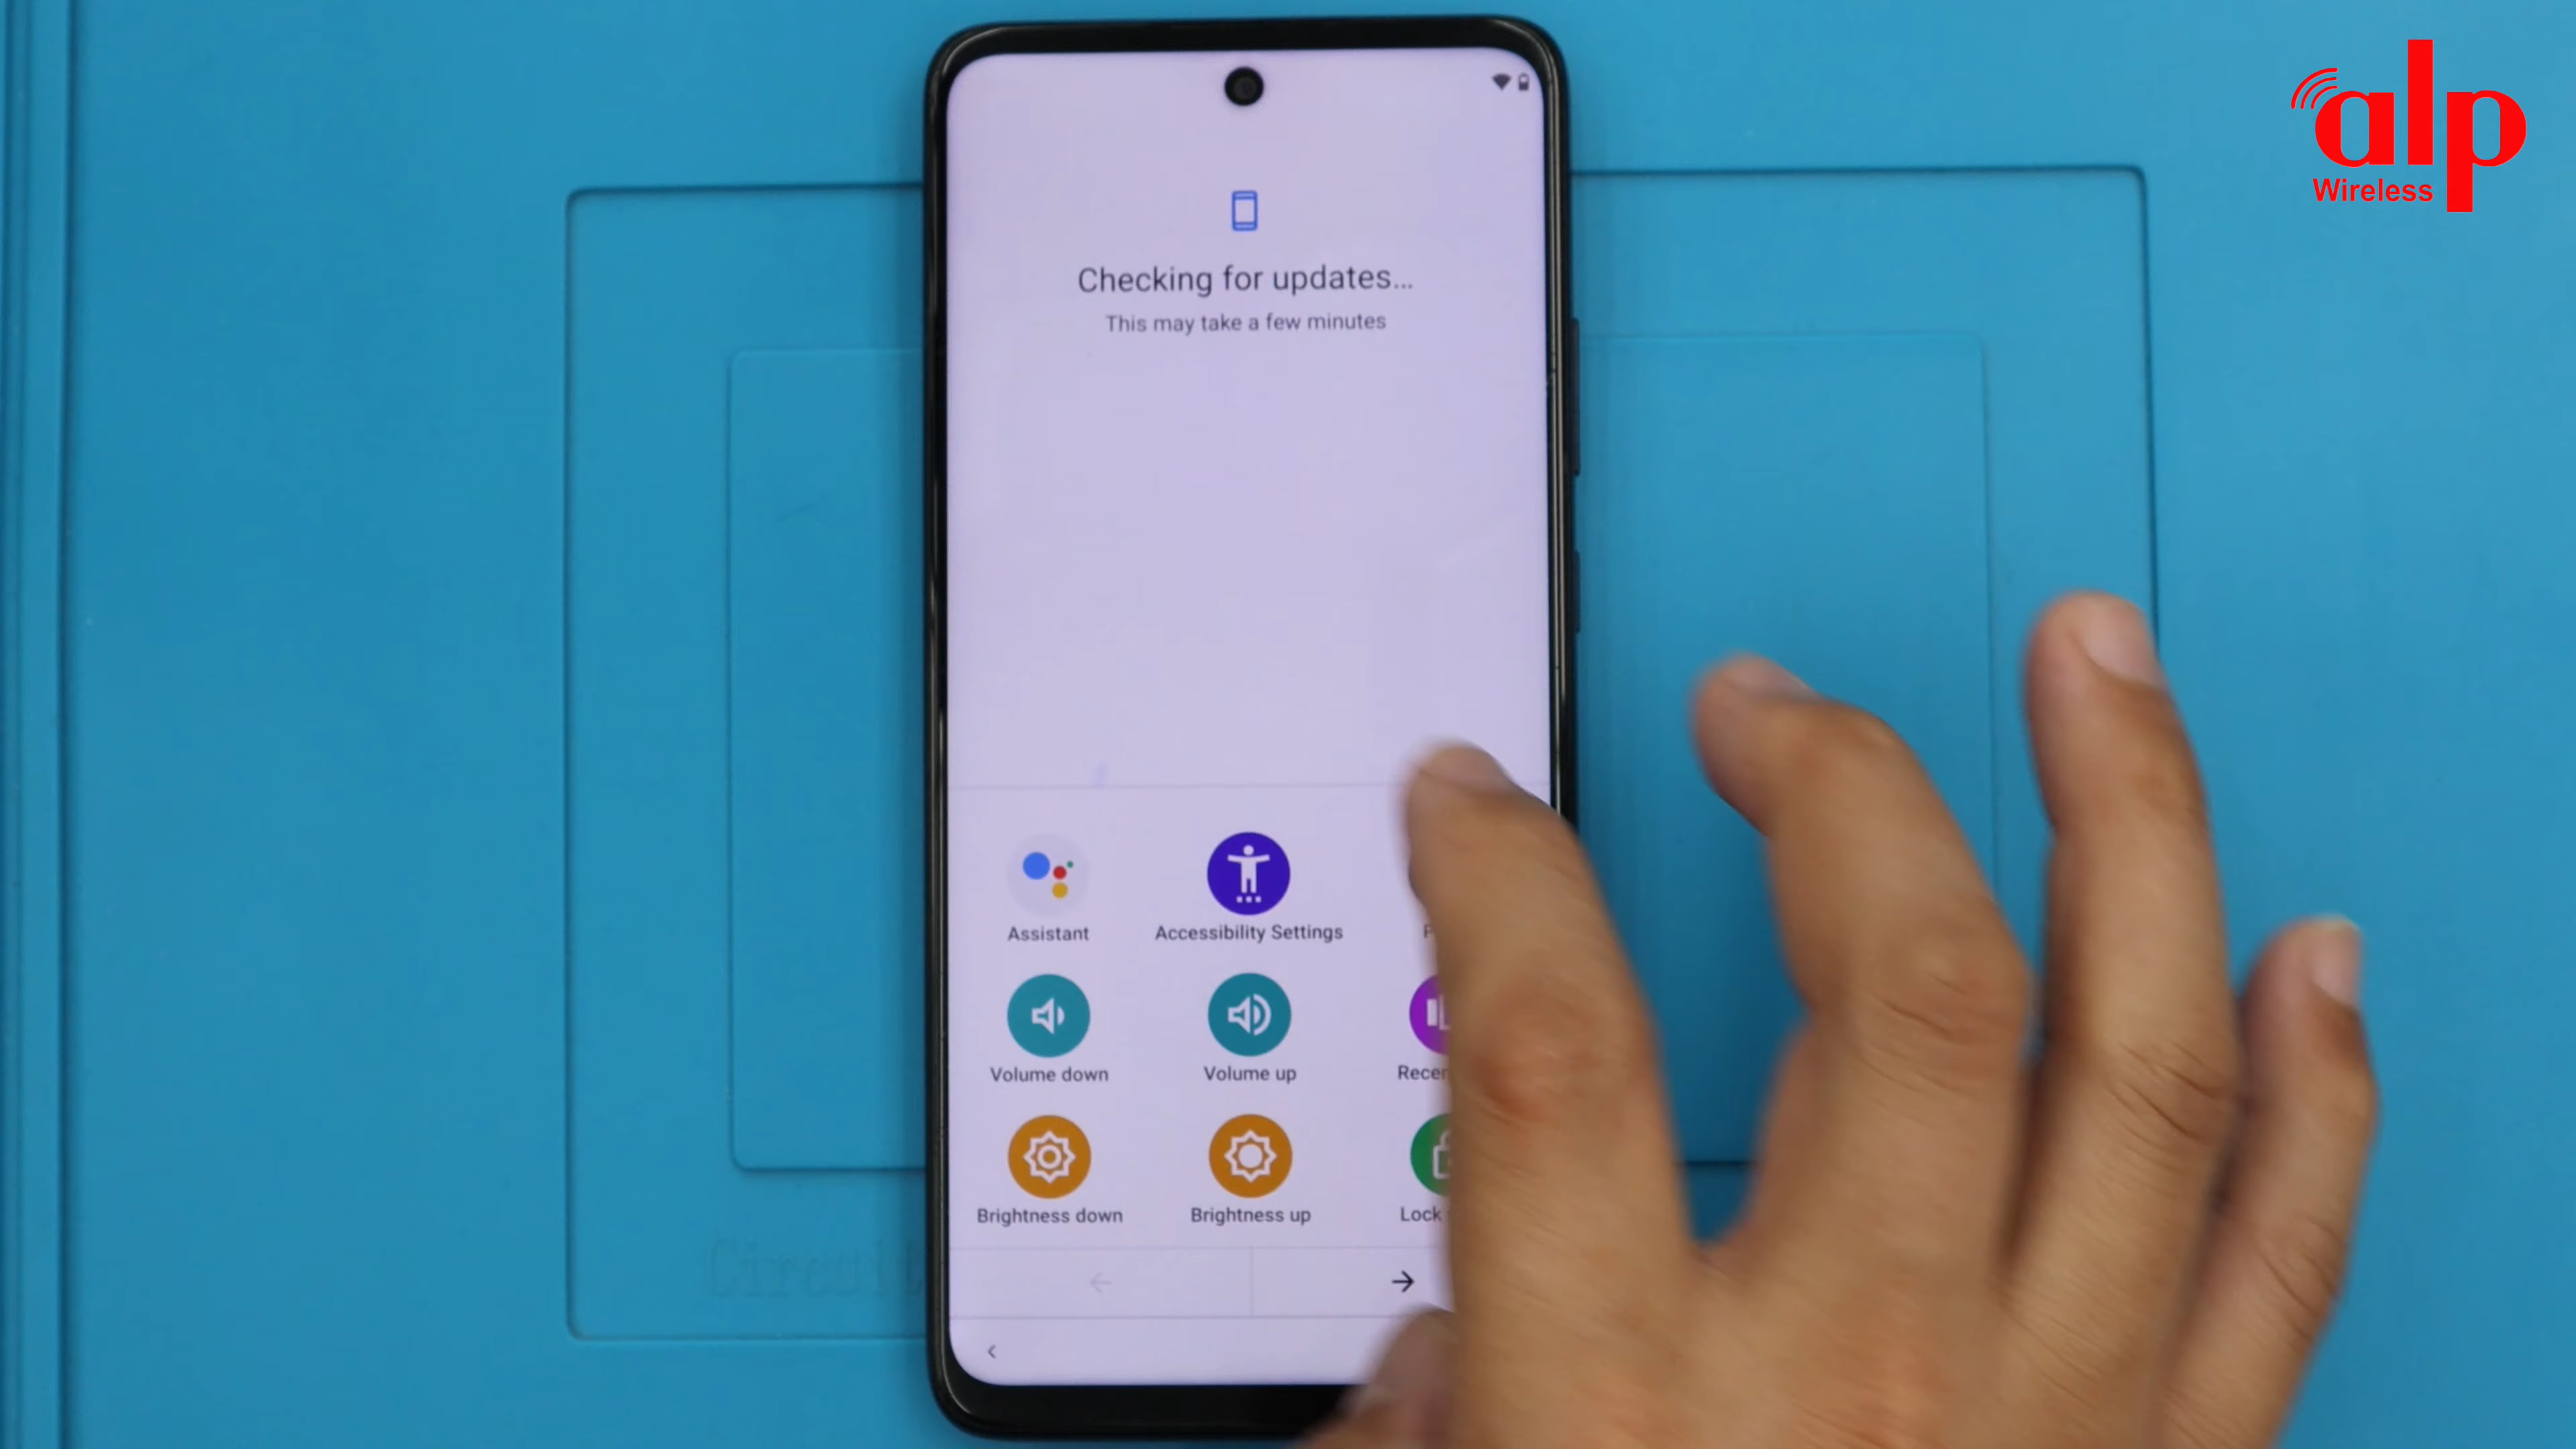 alp
Wireless
Checking for updates...
This may take a few minutes
Assistant
Accessibility Settings
Volume down
Volume up
Brightness down
Brightness up
Lock